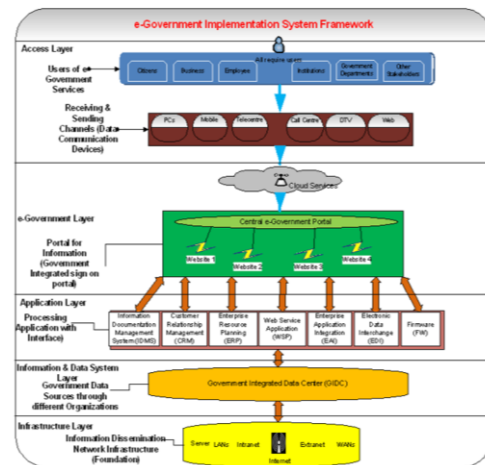 e-Government Implementation System Framework
Access Layer
All require users
Users of e-
Government
Services
Citizens
Business
Employee
Institutions
Government
Departments
Other
Stakeholders
Receiving &
Sending
Channels (Data
Communication
Devices)
PCs
Mobile
Telecentre
Call Centre
DTV
Web
Cloud Services
e-Government Layer
Central e-Government Portal
Portal for
Information
(Government
Integrated sign on
portal)
Website 1
Website 2
Website 3
Website 4
Application Layer
Processing
Application with
Interface)
Information
Documentation
Management
System (IDMS)
Customer
Relationship
Management
(CRM)
Enterprise
Resource
Planning
(ERP)
Web Service
Application
(WSP)
Enterprise
Application
Integration
(EAI)
Electronic
Data
Interchange
(EDI)
Firmware
(FW)
Information & Data System
Layer
Government Data
Sources through
different Organizations
Government Integrated Data Center (GIDC)
Infrastructure Layer
Information Dissemination
Network Infrastructure
(Foundation)
Server
LANs
Intranet
Internet
Extranet
WANs